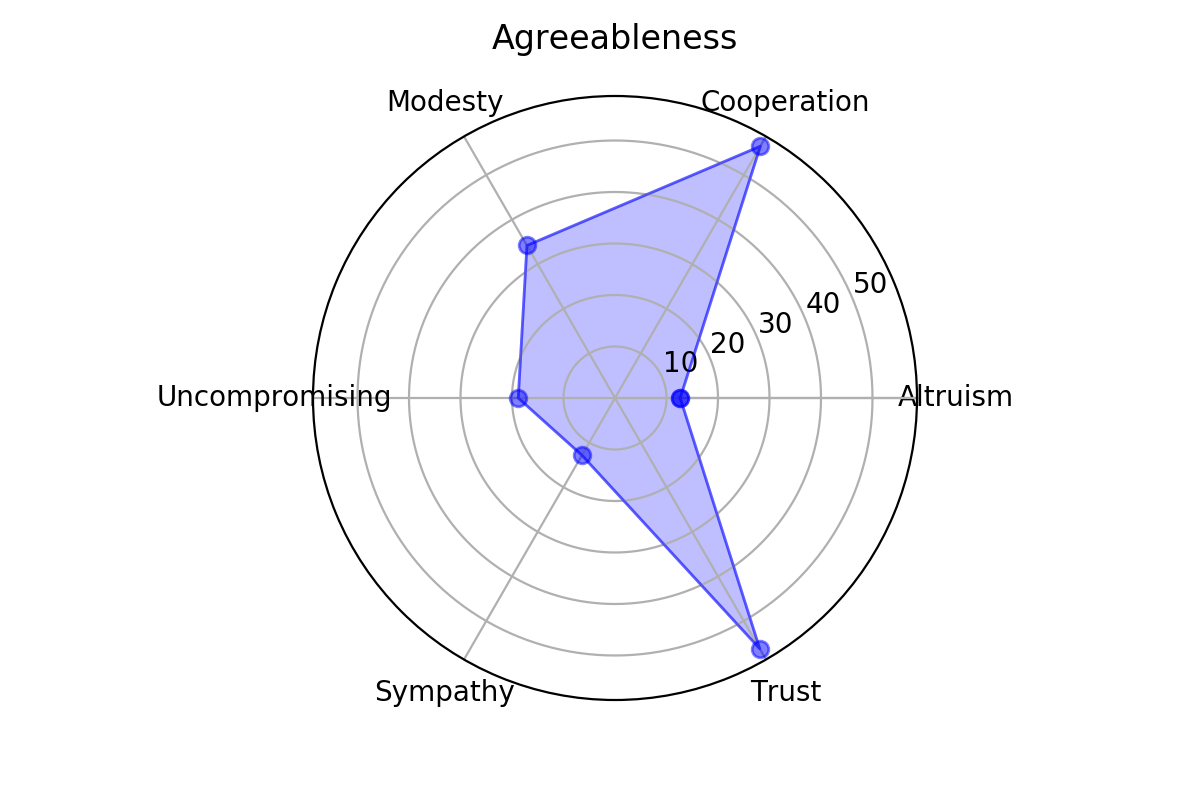 Agreeableness
Modesty
Cooperation
50
40
30
20
10
Uncompromising
Altruism
Sympathy
Trust